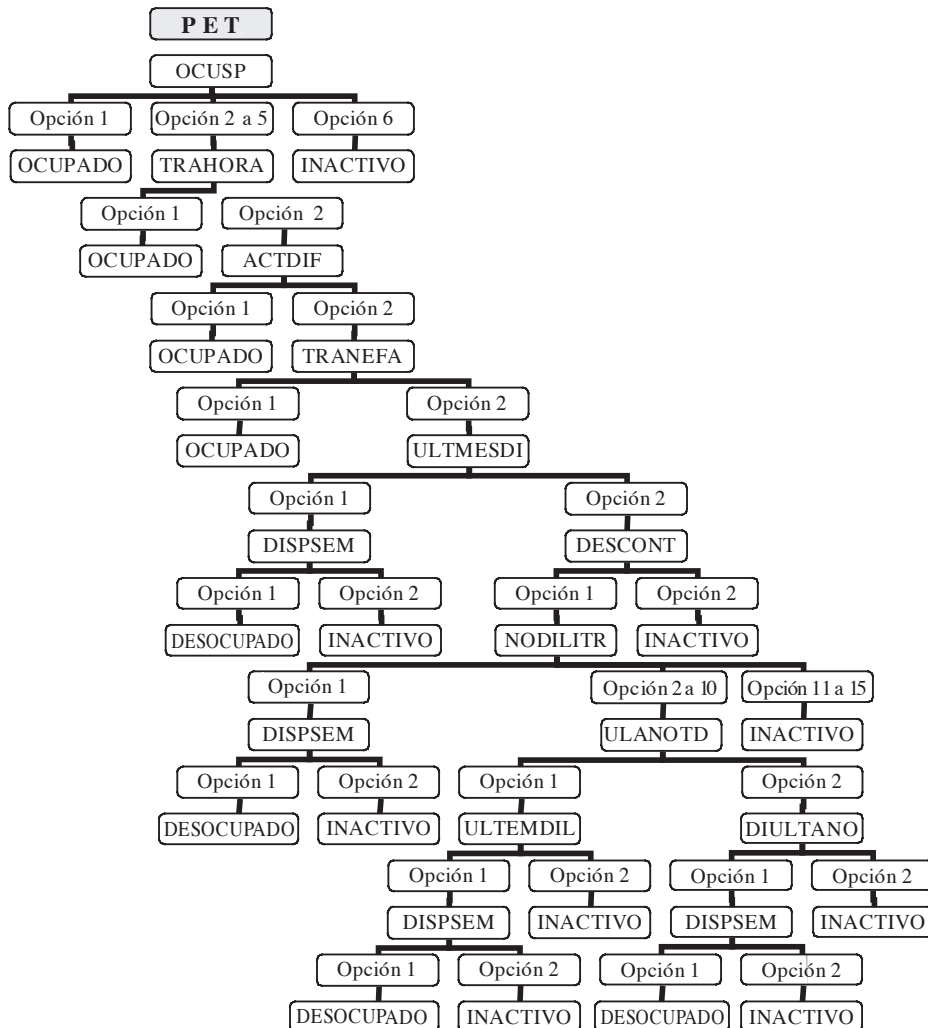 P E T
OCUSP
Opción 1 Opción 2 a 5 Opción 6
OCUPADO TRAHORA INACTIVO
Opción 1 Opción 2
OCUPADO ACTDIF
Opción 1 Opción 2
OCUPADO TRANEFA
Opción 1 Opción 2
OCUPADO ULTMESDI
Opción 1 Opción 2
DISPSEM DESCONT
Opción 1 Opción 2 Opción 1 Opción 2
DESOCUPADO INACTIVO NODILITR INACTIVO
Opción 1 Opción 2 a 10 Opción 11 a 15
DISPSEM ULANOTD INACTIVO
Opción 1 Opción 2 Opción 1 Opción 2
DESOCUPADO INACTIVO ULTEMDIL DIULTANO
Opción 1 Opción 2 Opción 1 Opción 2
DISPSEM INACTIVO DISPSEM INACTIVO
Opción 1 Opción 2 Opción 1 Opción 2
DESOCUPADO INACTIVO DESOCUPADO INACTIVO